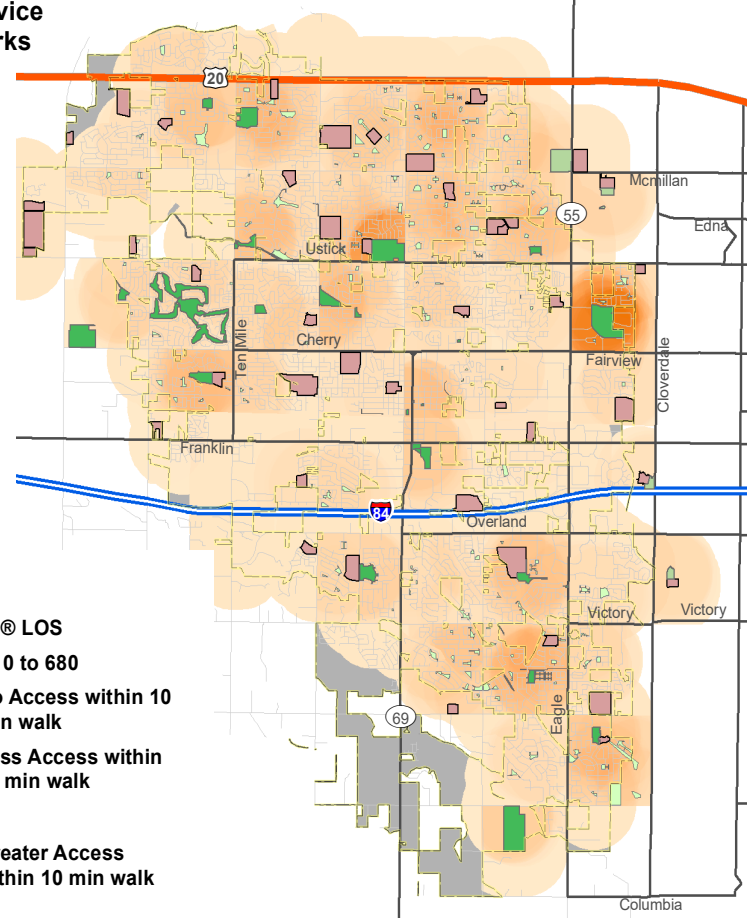 vice
rks
20
Mcmillan
55
Edna
Ustick
Ten Mile
Cherry
Fairview
Cloverdale
Franklin
84
Overland
® LOS
0 to 680
Access within 10
n walk
ss Access within
min walk
Victory
Victory
Eagle
69
eater Access
thin 10 min walk
Columbia